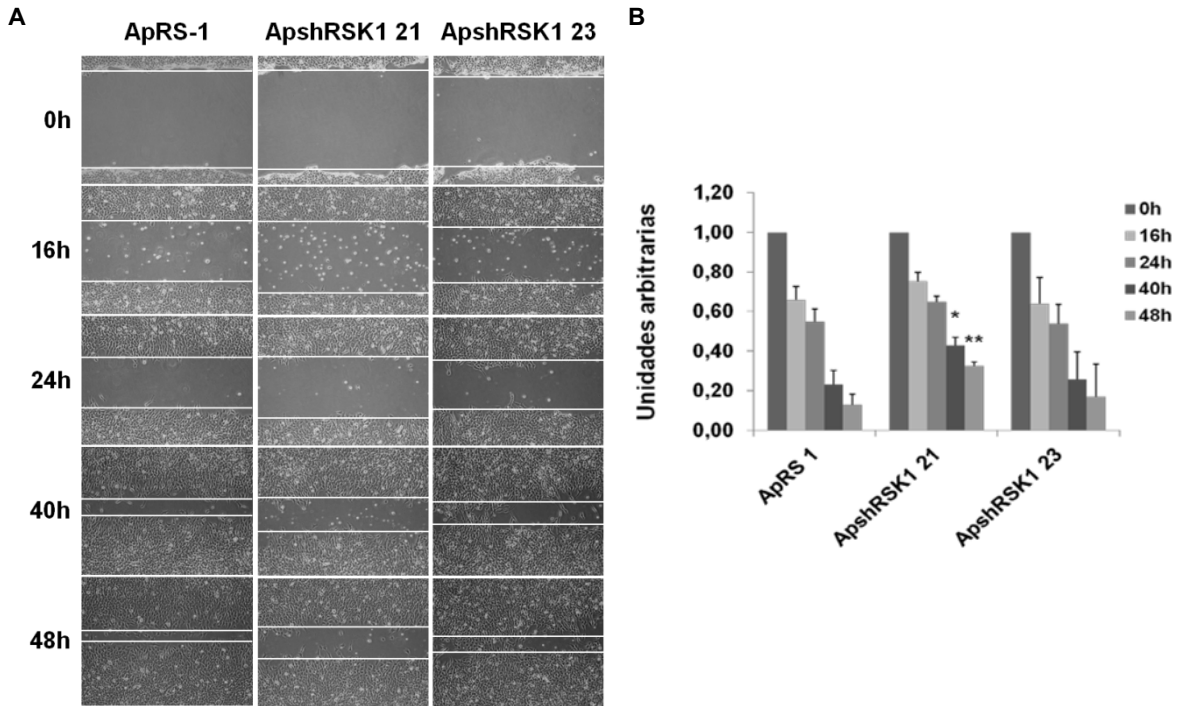 A
ApRS-1 ApshRSK1 21 ApshRSK1 23
0h
16h
24h
40h
48h
B
Unidades arbitrarias
1,20
1,00
0,80
0,60
0,40
0,20
0,00
* **
ApRS 1
ApshRSK1 21
ApshRSK1 23
0h
16h
24h
40h
48h